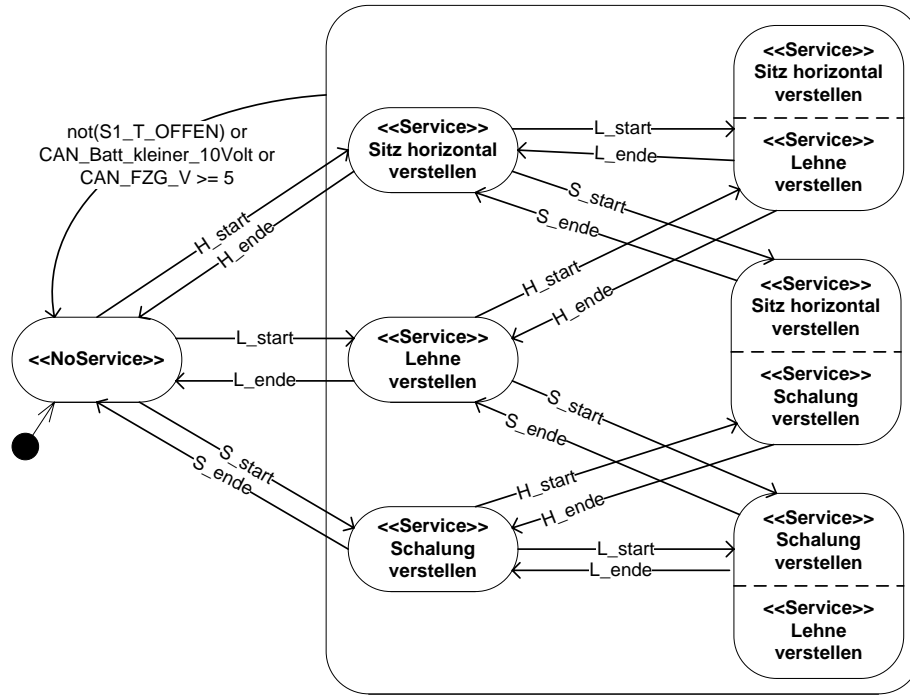 <<Service>>
Sitz horizontal
verstellen
<<Service>>
Lehne
verstellen
not(S1_T_OFFEN) or
CAN_Batt_kleiner_10Volt or
CAN_FZG_V >= 5
<<Service>>
Sitz horizontal
verstellen
L_start
L_ende
S_start
S_ende
H_start
H_ende
H_start
H_ende
<<Service>>
Sitz horizontal
verstellen
<<Service>>
Schalung
verstellen
<<NoService>>
L_start
L_ende
<<Service>>
Lehne
verstellen
S_start
S_ende
S_start
S_ende
H_start
H_ende
<<Service>>
Schalung
verstellen
L_start
L_ende
<<Service>>
Schalung
verstellen
<<Service>>
Lehne
verstellen